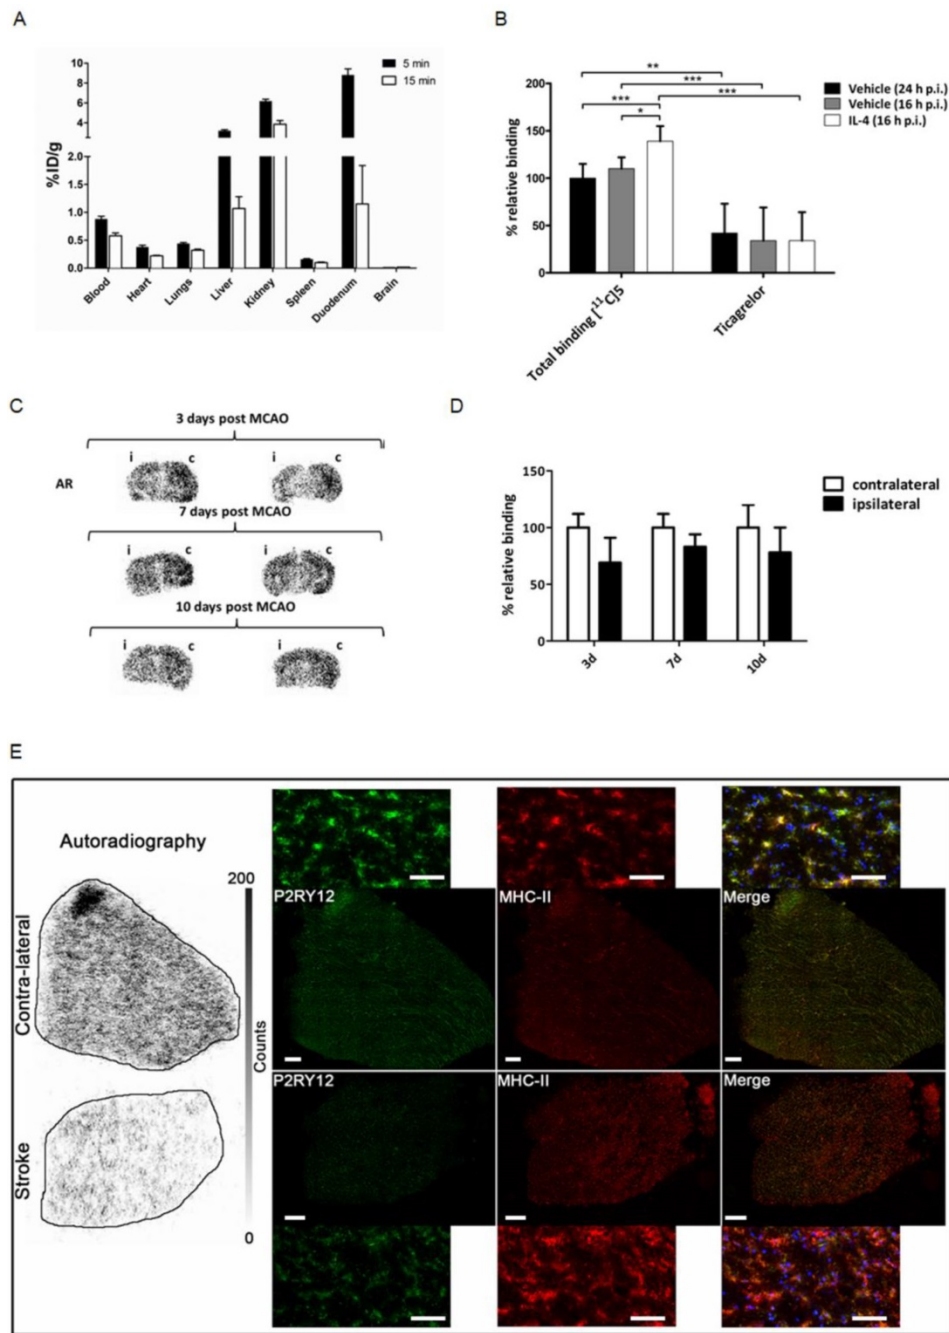 A
10
8
6
4
2
2.0
1.5
1.0
0.5
0.0
%ID/g
5 min
15 min
Blood
Heart
Lungs
Liver
Kidney
Spleen
Duodenum
Brain
B
200
150
100
50
0
% relative binding
**
***
***
***
*
Vehicle (24 h p.i.)
Vehicle (16 h p.i.)
IL-4 (16 h p.i.)
Total binding [¹¹C]5
Ticagrelor
C
3 days post MCAO
i c i c
AR
7 days post MCAO
i c i c
10 days post MCAO
i c i c
D
150
100
50
0
% relative binding
contralateral
ipsilateral
3d
7d
10d
E
Autoradiography
Contra-lateral
Stroke
200
Counts
0
P2RY12 MHC-II Merge
P2RY12 MHC-II Merge